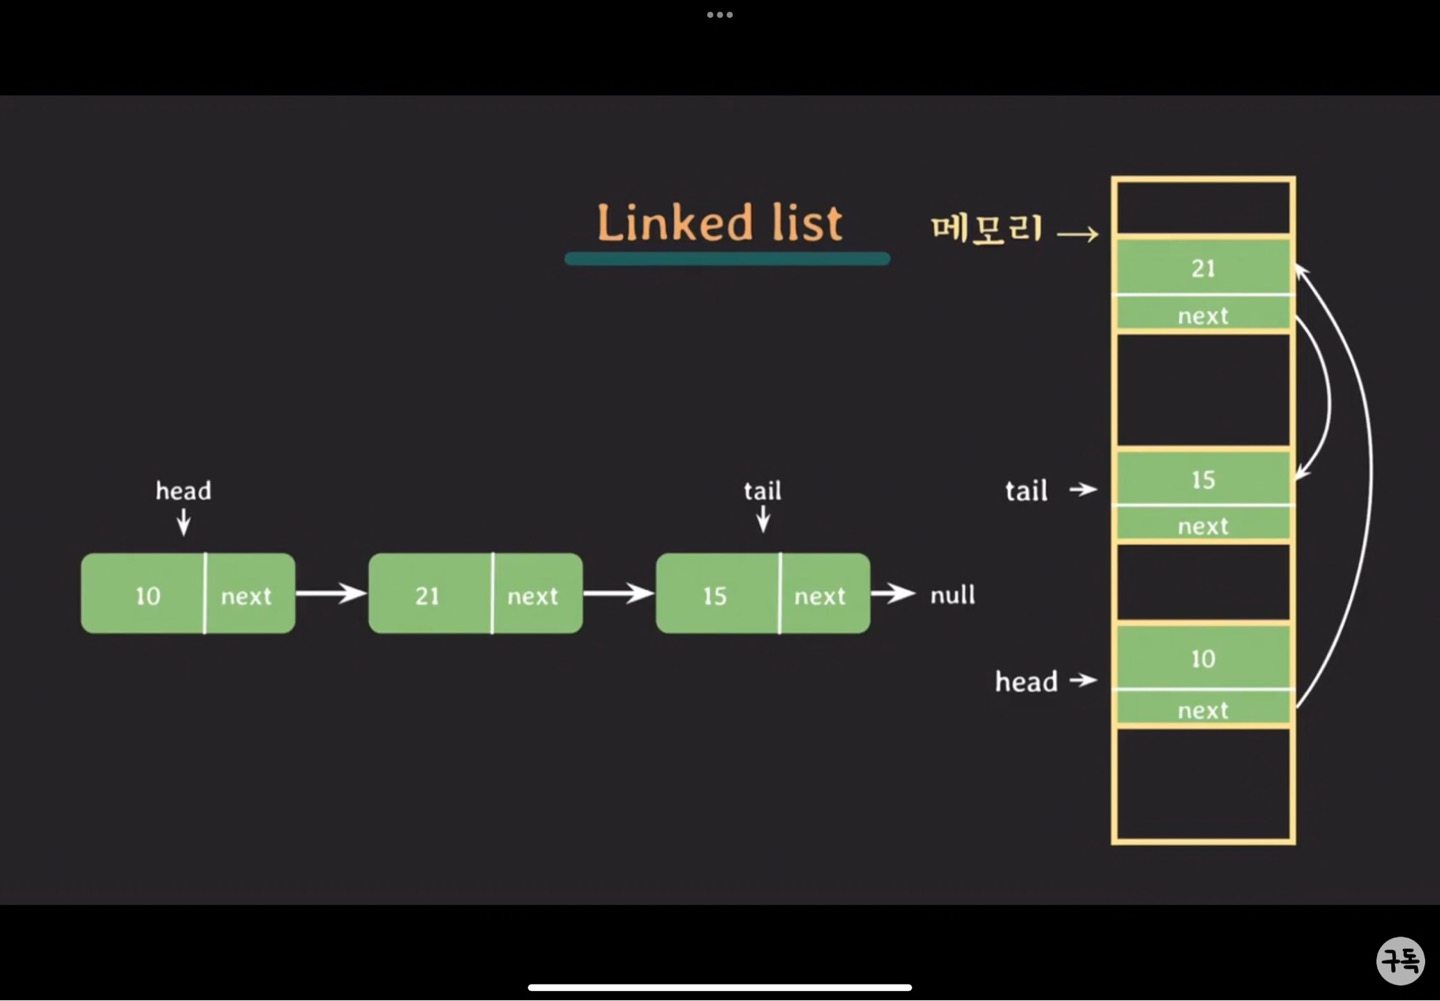 Linked list
메모리
head
tail
10 next
21 next
15 next
null
21
next
tail
15
next
head
10
next
구독